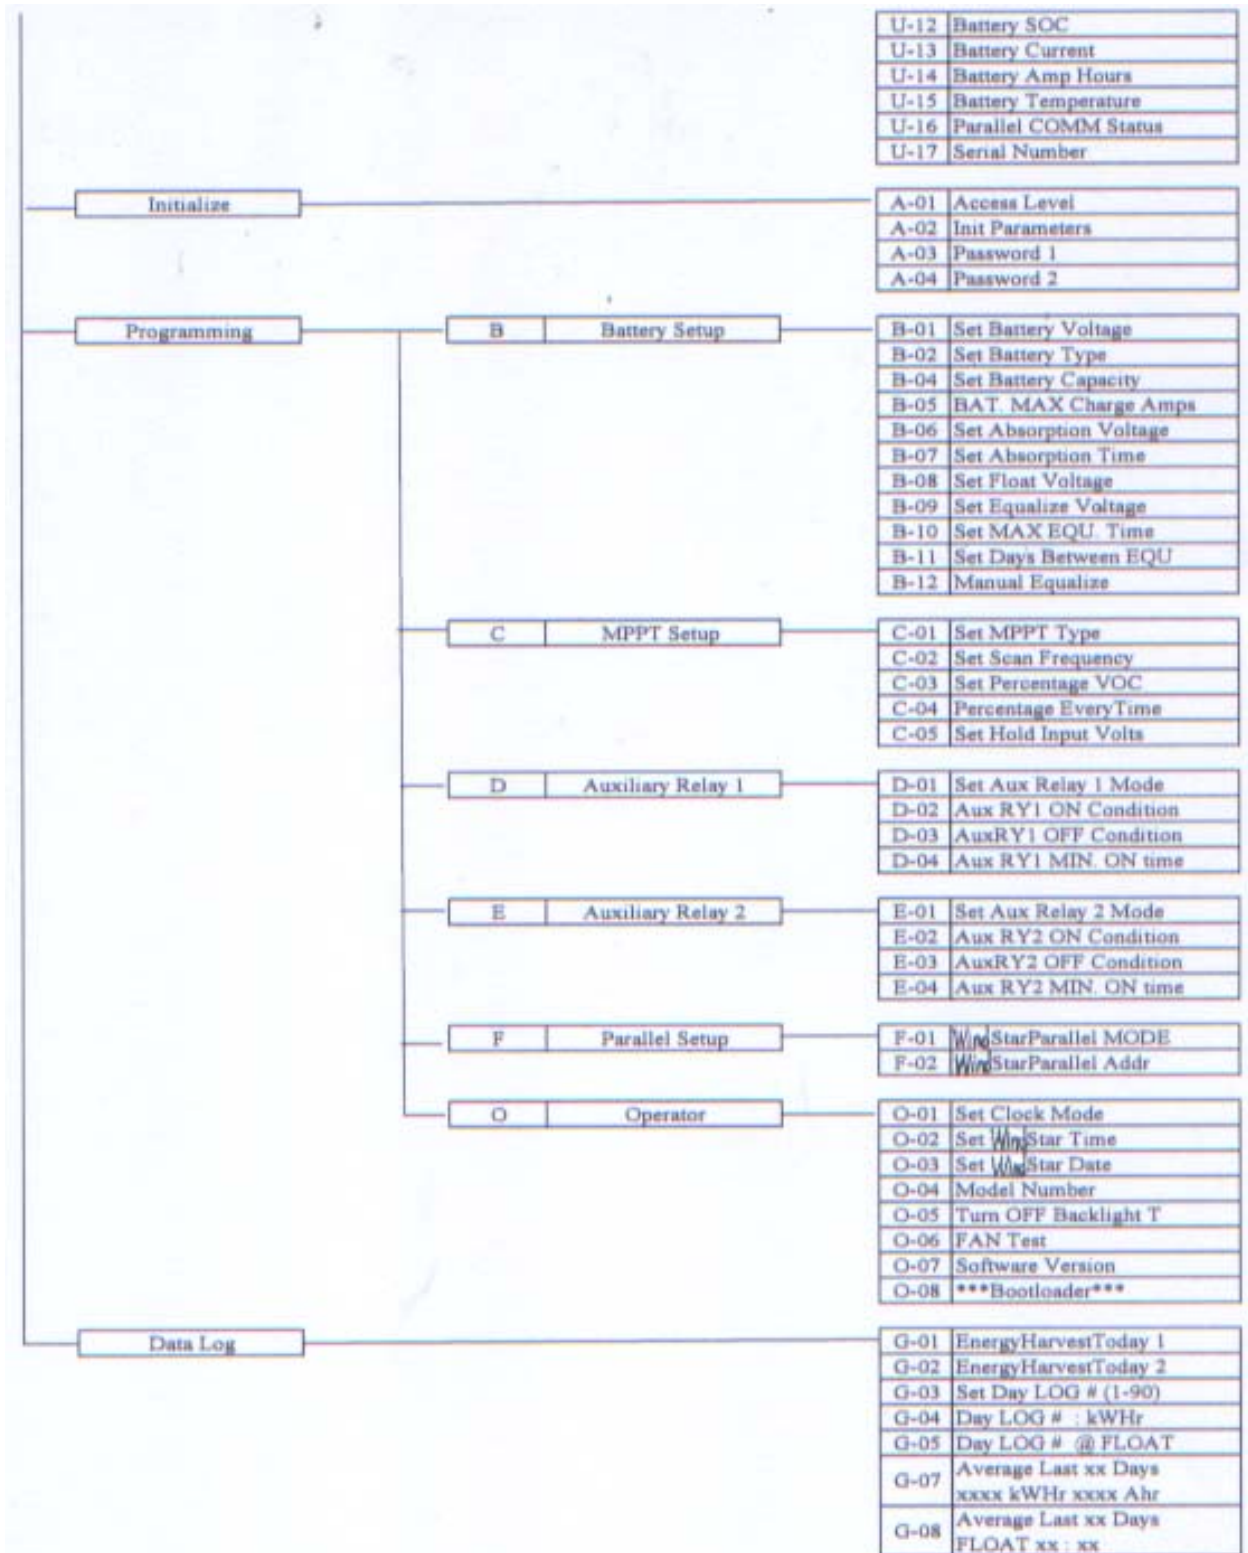 U-12 Battery SOC
U-13 Battery Current
U-14 Battery Amp Hours
U-15 Battery Temperature
U-16 Parallel COMM Status
U-17 Serial Number
Initialize
A-01 Access Level
A-02 Init Parameters
A-03 Password 1
A-04 Password 2
Programming
B Battery Setup
B-01 Set Battery Voltage
B-02 Set Battery Type
B-04 Set Battery Capacity
B-05 BAT. MAX Charge Amps
B-06 Set Absorption Voltage
B-07 Set Absorption Time
B-08 Set Float Voltage
B-09 Set Equalize Voltage
B-10 Set MAX EQU. Time
B-11 Set Days Between EQU
B-12 Manual Equalize
C MPPT Setup
C-01 Set MPPT Type
C-02 Set Scan Frequency
C-03 Set Percentage VOC
C-04 Percentage EveryTime
C-05 Set Hold Input Volts
D Auxiliary Relay 1
D-01 Set Aux Relay 1 Mode
D-02 Aux RY1 ON Condition
D-03 AuxRY1 OFF Condition
D-04 Aux RY1 MIN. ON time
E Auxiliary Relay 2
E-01 Set Aux Relay 2 Mode
E-02 Aux RY2 ON Condition
E-03 AuxRY2 OFF Condition
E-04 Aux RY2 MIN. ON time
F Parallel Setup
F-01 WindStarParallel MODE
F-02 WindStarParallel Addr
O Operator
O-01 Set Clock Mode
O-02 Set WindStar Time
O-03 Set WindStar Date
O-04 Model Number
O-05 Turn OFF Backlight T
O-06 FAN Test
O-07 Software Version
O-08 ***Bootloader***
Data Log
G-01 EnergyHarvestToday 1
G-02 EnergyHarvestToday 2
G-03 Set Day LOG # (1-90)
G-04 Day LOG # : kWHr
G-05 Day LOG # @ FLOAT
G-07 Average Last xx Days
xxxx kWHr xxxx Ahr
G-08 Average Last xx Days
FLOAT xx : xx